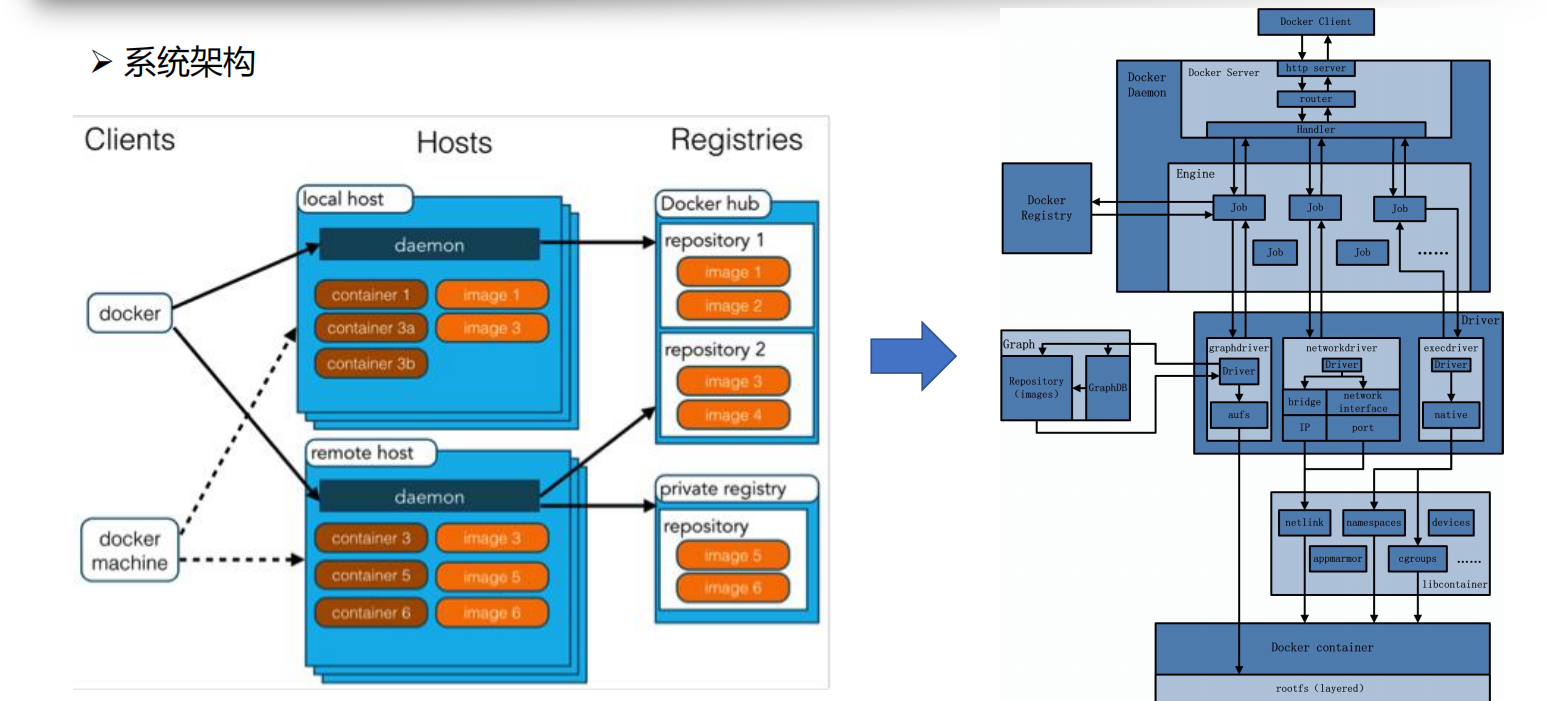 ➢ 系统架构
Clients
Hosts
Registries
local host
daemon
container 1
image 1
container 3a
image 3
container 3b
docker
docker
machine
remote host
daemon
container 3
image 3
container 5
image 5
container 6
image 6
Docker hub
repository 1
image 1
image 2
repository 2
image 3
image 4
private registry
repository
image 5
image 6
Docker Client
Docker
Daemon
Docker Server
http server
router
Handler
Docker
Registry
Engine
Job
Job
Job
Job
Job
……
Driver
Graph
Repository
(images)
GraphDB
graphdriver
Driver
aufs
networkdriver
Driver
bridge
network
interface
IP
port
execdriver
Driver
native
netlink
namespaces
devices
appmarmor
cgroups
……
libcontainer
Docker container
rootfs (layered)